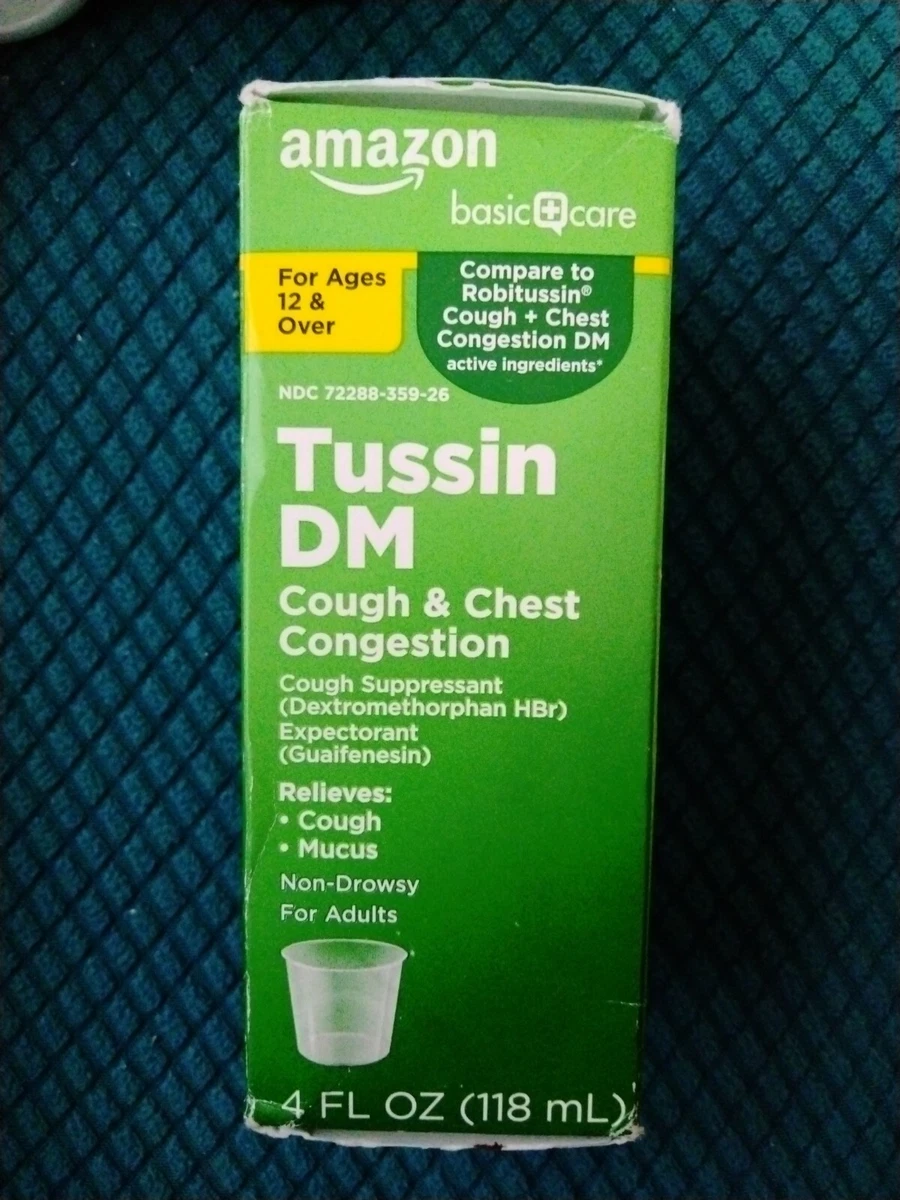 amazon
basic care
For Ages
12 &
Over
Compare to
Robitussin®
Cough + Chest
Congestion DM
active ingredients*
NDC 72288-359-26
Tussin
DM
Cough & Chest
Congestion
Cough Suppressant
(Dextromethorphan HBr)
Expectorant
(Guaifenesin)
Relieves:
• Cough
• Mucus
Non-Drowsy
For Adults
4 FL OZ (118 mL)